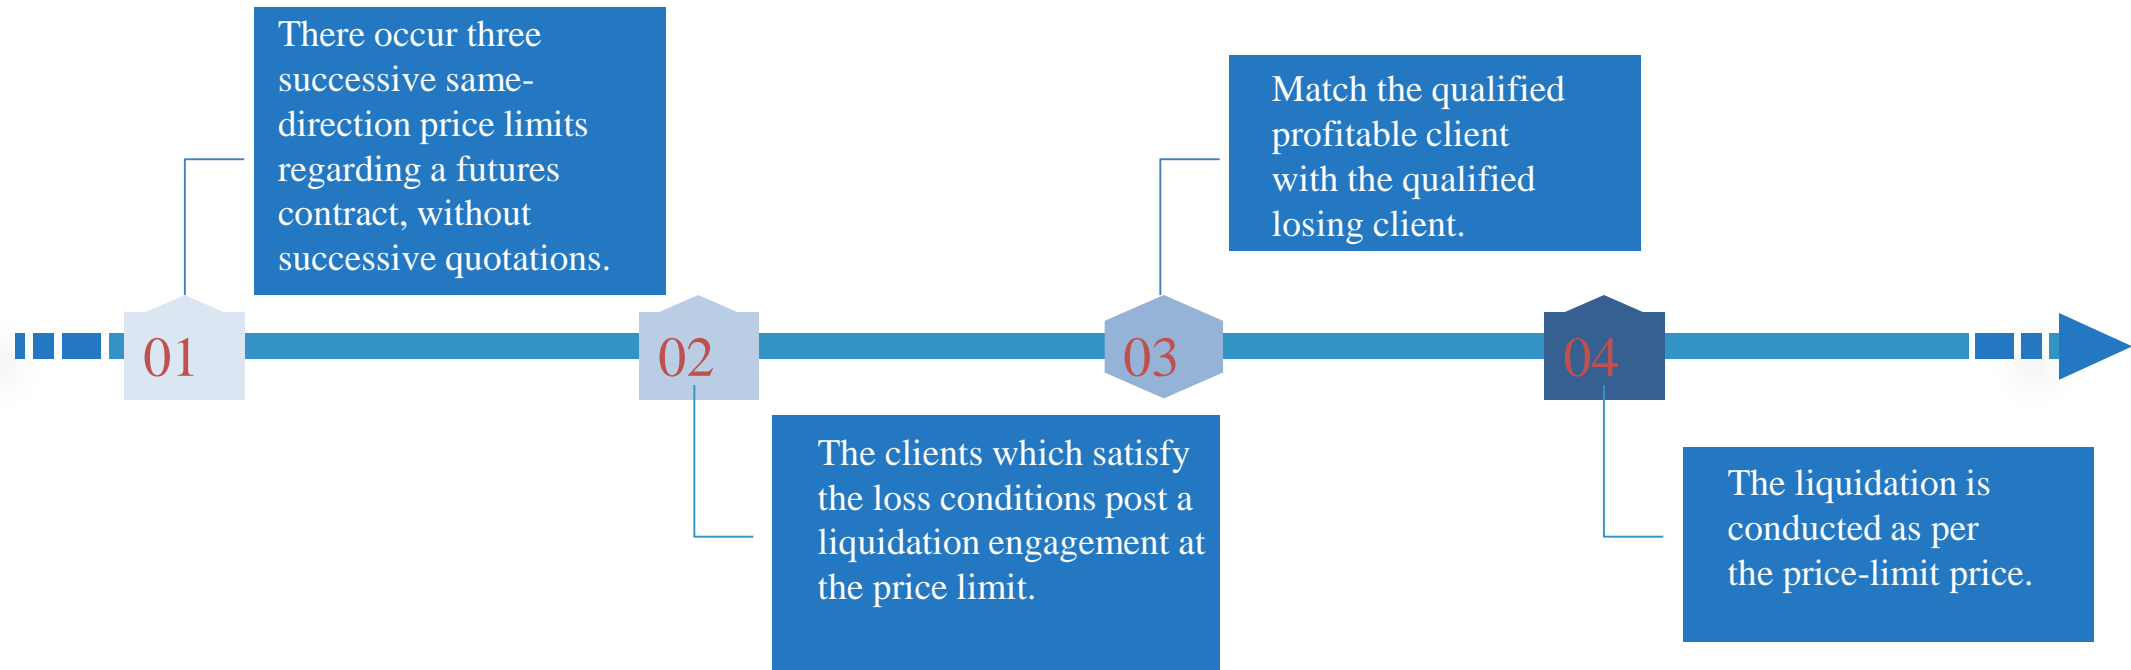 There occur three
successive same-
direction price limits
regarding a futures
contract, without
successive quotations.
Match the qualified
profitable client
with the qualified
losing client.
01
02
03
04
The clients which satisfy
the loss conditions post a
liquidation engagement at
the price limit.
The liquidation is
conducted as per
the price-limit price.